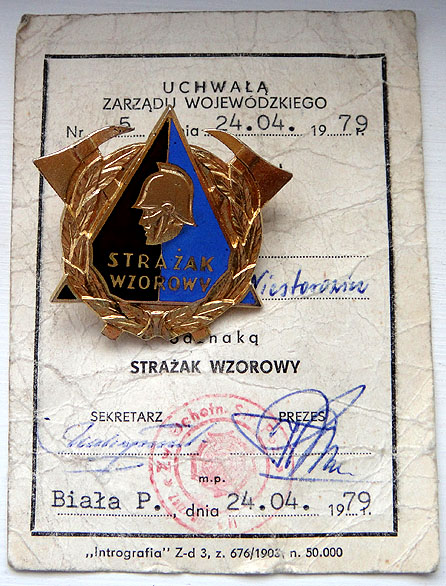 UCHWAŁĄ
ZARZĄDU WOJEWÓDZKIEGO
Nr 5 dnia 24.04. 1979 r.
STRAŻAK
WZOROWY
odznaką
STRAŻAK WZOROWY
SEKRETARZ PREZES
m.p.
Biała P., dnia 24.04. 1979 r.
„Intrografia” Z-d 3, z. 676/1903, n. 50.000